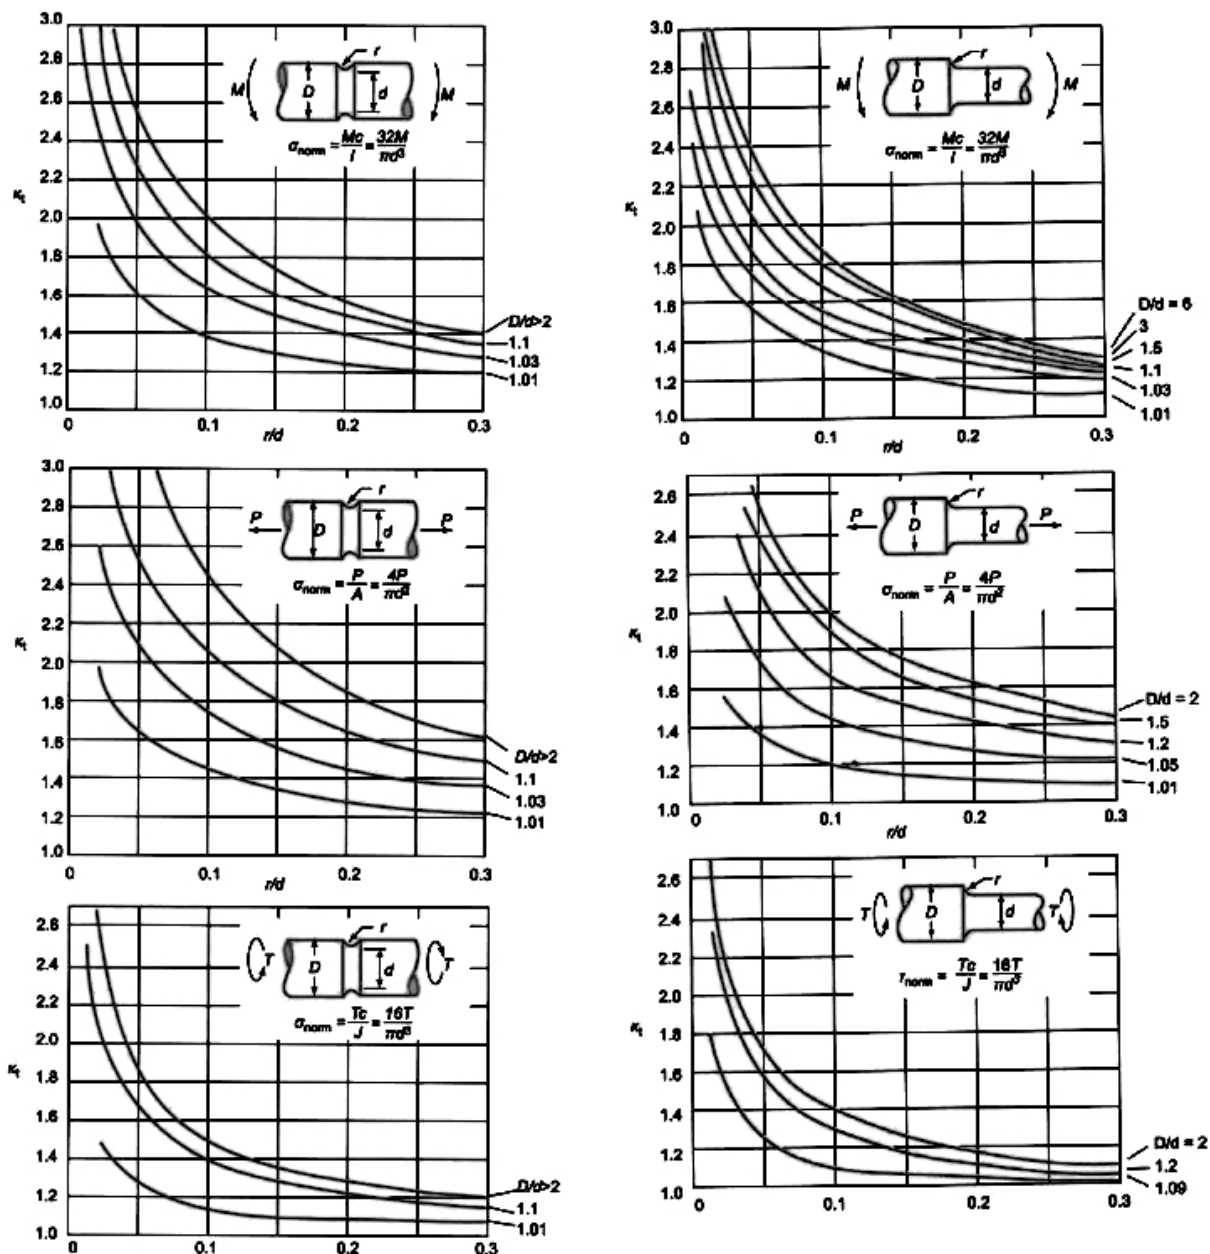 3.0
2.8
2.6
2.4
2.2
κt
2.0
1.8
1.6
1.4
1.2
1.0
r
M
D
d
M
σnorm = Mc/I = 32M/πd³
D/d>2
1.1
1.03
1.01
0 0.1 0.2 0.3
r/d
3.0
2.8
2.6
2.4
2.2
κt
2.0
1.8
1.6
1.4
1.2
1.0
r
M
D
d
M
σnorm = Mc/I = 32M/πd³
D/d = 6
3
1.5
1.1
1.03
1.01
0 0.1 0.2 0.3
r/d
3.0
2.8
2.6
2.4
2.2
κt
2.0
1.8
1.6
1.4
1.2
1.0
r
P
D
d
P
σnorm = P/A = 4P/πd²
D/d>2
1.1
1.03
1.01
0 0.1 0.2 0.3
r/d
2.6
2.4
2.2
2.0
κt
1.8
1.6
1.4
1.2
1.0
r
P
D
d
P
σnorm = P/A = 4P/πd²
D/d = 2
1.5
1.2
1.05
1.01
0 0.1 0.2 0.3
r/d
2.6
2.4
2.2
2.0
κt
1.8
1.6
1.4
1.2
1.0
r
T
D
d
T
σnorm = Tc/J = 16T/πd³
D/d>2
1.1
1.01
0 0.1 0.2 0.3
2.6
2.4
2.2
2.0
κt
1.8
1.6
1.4
1.2
1.0
r
T
D
d
T
τnorm = Tc/J = 16T/πd³
D/d = 2
1.2
1.09
0 0.1 0.2 0.3